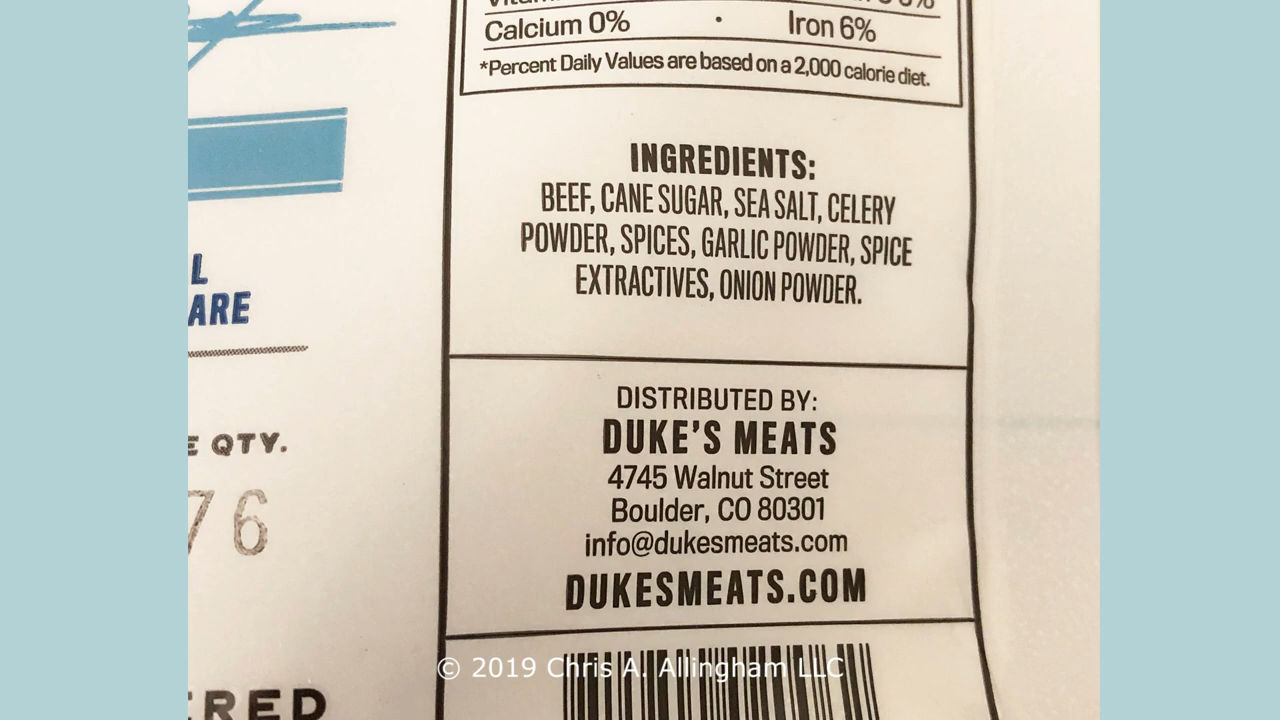 Calcium 0% • Iron 6%
*Percent Daily Values are based on a 2,000 calorie diet.
INGREDIENTS:
BEEF, CANE SUGAR, SEA SALT, CELERY
POWDER, SPICES, GARLIC POWDER, SPICE
EXTRACTIVES, ONION POWDER.
DISTRIBUTED BY:
DUKE'S MEATS
4745 Walnut Street
Boulder, CO 80301
info@dukesmeats.com
DUKESMEATS.COM
L
ARE
E QTY.
76
ERED
© 2019 Chris A. Allingham LLC